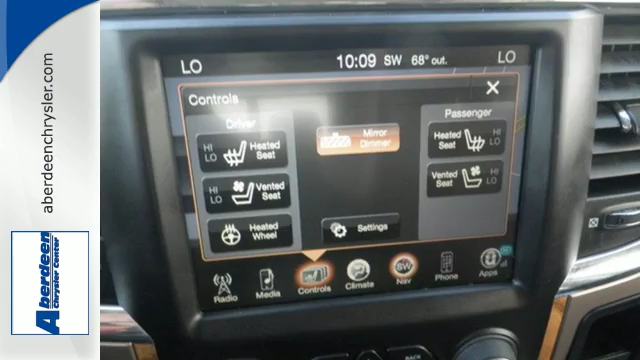 aberdeenchrysler.com
Aberdeen
Chrysler Center
LO 10:09 SW 68° out. LO
Controls X
Driver
Passenger
HI
LO
Heated
Seat
Mirror
Dimmer
Heated
Seat
HI
LO
HI
LO
Vented
Seat
Vented
Seat
HI
LO
Heated
Wheel
Settings
SW
Radio Media Controls Climate Nav Phone Apps
BACK